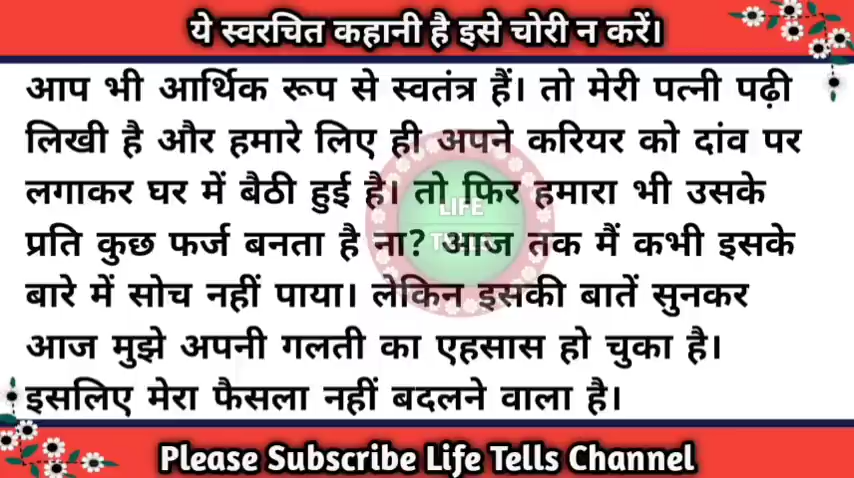 ये स्वरचित कहानी है इसे चोरी न करें।
आप भी आर्थिक रूप से स्वतंत्र हैं। तो मेरी पत्नी पढ़ी
लिखी है और हमारे लिए ही अपने करियर को दांव पर
लगाकर घर में बैठी हुई है। तो फिर हमारा भी उसके
प्रति कुछ फर्ज बनता है ना? आज तक मैं कभी इसके
बारे में सोच नहीं पाया। लेकिन इसकी बातें सुनकर
आज मुझे अपनी गलती का एहसास हो चुका है।
इसलिए मेरा फैसला नहीं बदलने वाला है।
LIFE
TELLS
Please Subscribe Life Tells Channel